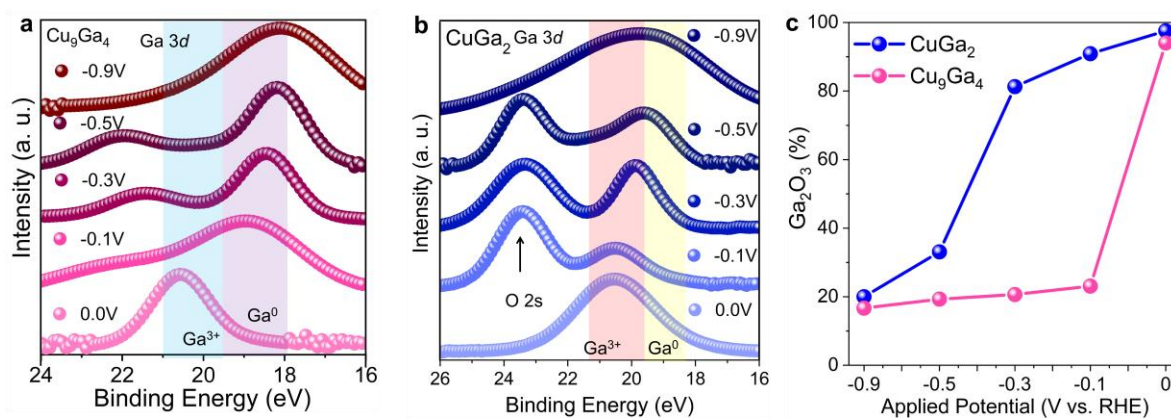 a
Cu9Ga4
Ga 3d
-0.9V
-0.5V
-0.3V
-0.1V
0.0V
Ga3+
Ga0
Intensity (a. u.)
24 22 20 18 16
Binding Energy (eV)
b
CuGa2 Ga 3d
-0.9V
-0.5V
-0.3V
-0.1V
O 2s
0.0V
Ga3+ Ga0
Intensity (a. u.)
26 24 22 20 18 16
Binding Energy (eV)
c
CuGa2
Cu9Ga4
Ga2O3 (%)
100
80
60
40
20
0
-0.9 -0.5 -0.3 -0.1 0
Applied Potential (V vs. RHE)